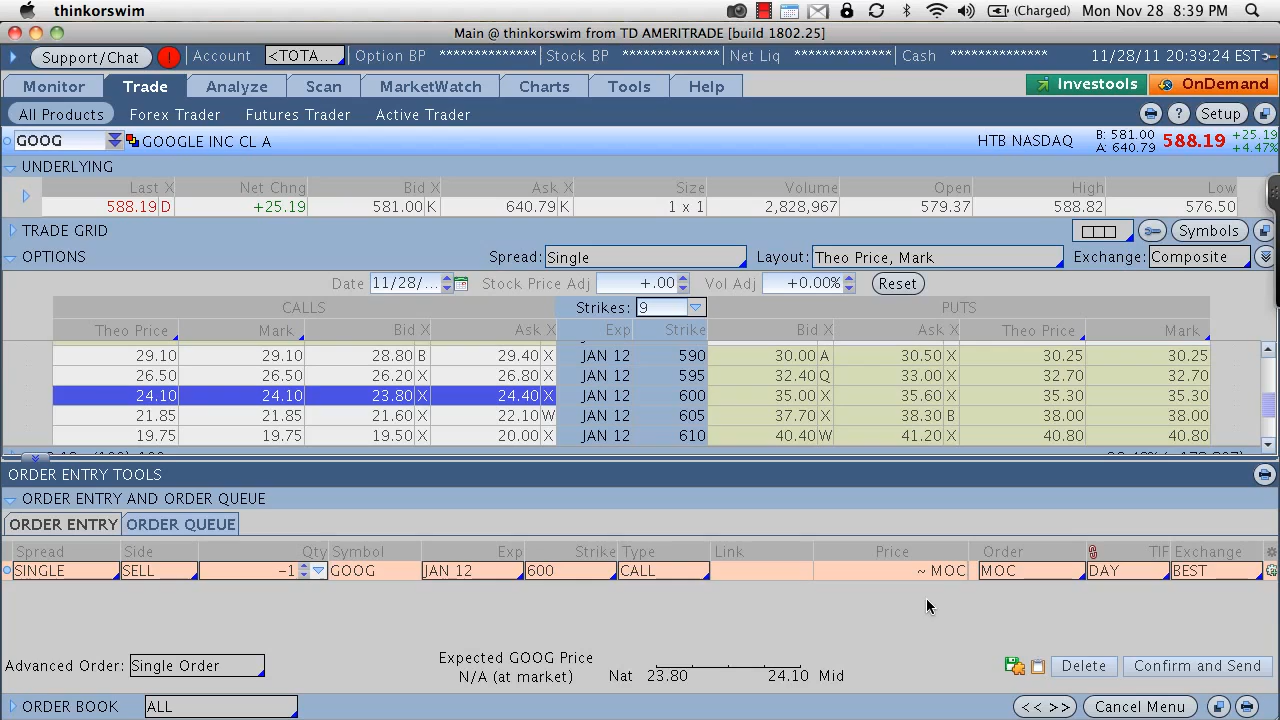 thinkorswim (Charged) Mon Nov 28 8:39 PM
Main @ thinkorswim from TD AMERITRADE [build 1802.25]
Support/Chat ! Account <TOTA... Option BP ************ Stock BP ************ Net Liq ************ Cash ************ 11/28/11 20:39:24 EST
Monitor Trade Analyze Scan MarketWatch Charts Tools Help Investools OnDemand
All Products Forex Trader Futures Trader Active Trader ? Setup
GOOG GOOGLE INC CL A HTB NASDAQ B: 581.00 A: 640.79 588.19 +25.19 +4.47%
UNDERLYING
Last X Net Chng Bid X Ask X Size Volume Open High Low
588.19 D +25.19 581.00 K 640.79 K 1 x 1 2,828,967 579.37 588.82 576.50
TRADE GRID Symbols
OPTIONS Spread: Single Layout: Theo Price, Mark Exchange: Composite
Date 11/28/... Stock Price Adj +.00 Vol Adj +0.00% Reset
CALLS Strikes: 9 PUTS
Theo Price Mark Bid X Ask X Exp Strike Bid X Ask X Theo Price Mark
29.10 29.10 28.80 B 29.40 X JAN 12 590 30.00 A 30.50 X 30.25 30.25
26.50 26.50 26.20 X 26.80 X JAN 12 595 32.40 Q 33.00 X 32.70 32.70
24.10 24.10 23.80 X 24.40 X JAN 12 600 35.00 X 35.60 X 35.30 35.30
21.85 21.85 21.60 X 22.10 W JAN 12 605 37.70 X 38.30 B 38.00 38.00
19.75 19.75 19.50 X 20.00 X JAN 12 610 40.40 W 41.20 X 40.80 40.80
ORDER ENTRY TOOLS
ORDER ENTRY AND ORDER QUEUE
ORDER ENTRY ORDER QUEUE
Spread Side Qty Symbol Exp Strike Type Link Price Order TIF Exchange
SINGLE SELL -1 GOOG JAN 12 600 CALL ~ MOC MOC DAY BEST
Advanced Order: Single Order Expected GOOG Price N/A (at market) Nat 23.80 24.10 Mid Delete Confirm and Send
ORDER BOOK ALL << >> Cancel Menu